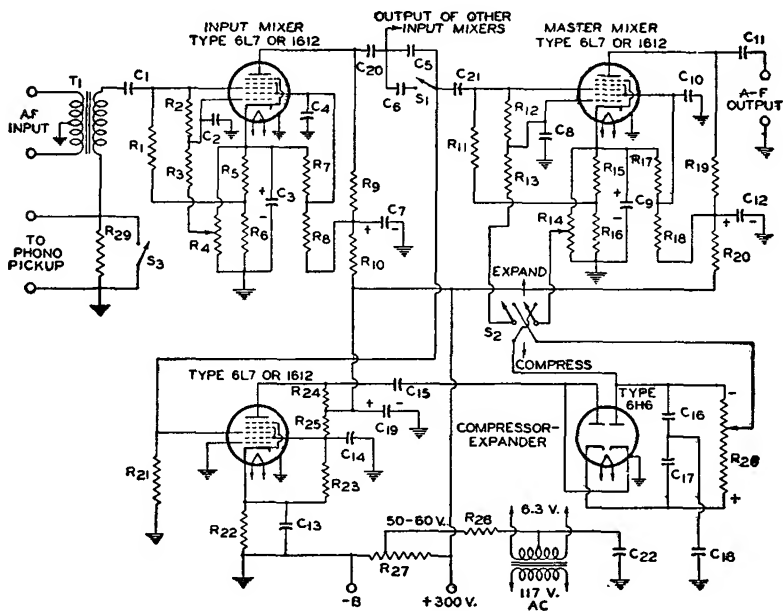 INPUT MIXER
TYPE 6L7 OR 1612
OUTPUT OF OTHER
INPUT MIXERS
MASTER MIXER
TYPE 6L7 OR 1612
C11
T1
C1
C20
C5
C21
C10
C6
S1
A-F
OUTPUT
A.F
INPUT
R2
C2
C4
R12
C8
R1
R3
R5
C3
+
−
R7
R9
R11
R13
R15
R17
C9
+
−
R19
R4
R6
R8
C7
+ −
R10
R14
R16
R18
C12
+ −
R20
TO
PHONO
PICKUP
R29
S3
EXPAND
S2
COMPRESS
TYPE 6L7 OR 1612
R24
C15
TYPE
6H6
−
R25
+ −
C19
COMPRESSOR-
EXPANDER
C16
C14
R26
R21
R23
C17
+
R22
C13
50-60 V.
R28
6.3 V.
C18
R27
C22
−B
+300 V.
117 V.
AC